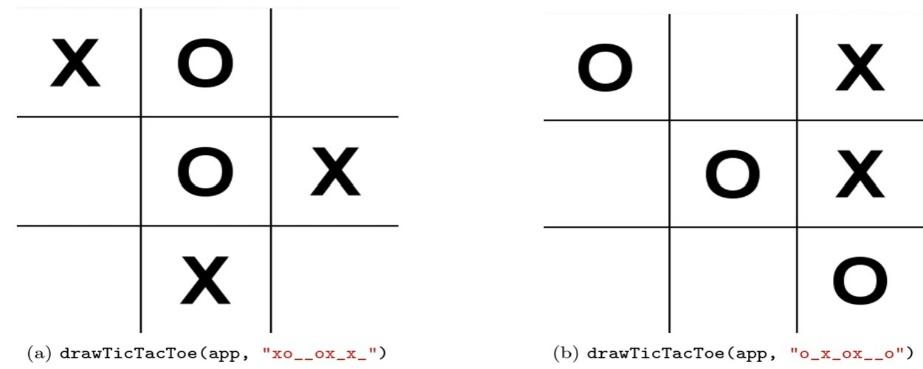 X O
O X
X
(a) drawTicTacToe(app, "xo__ox_x_")
O X
O X
O
(b) drawTicTacToe(app, "o_x_ox__o")